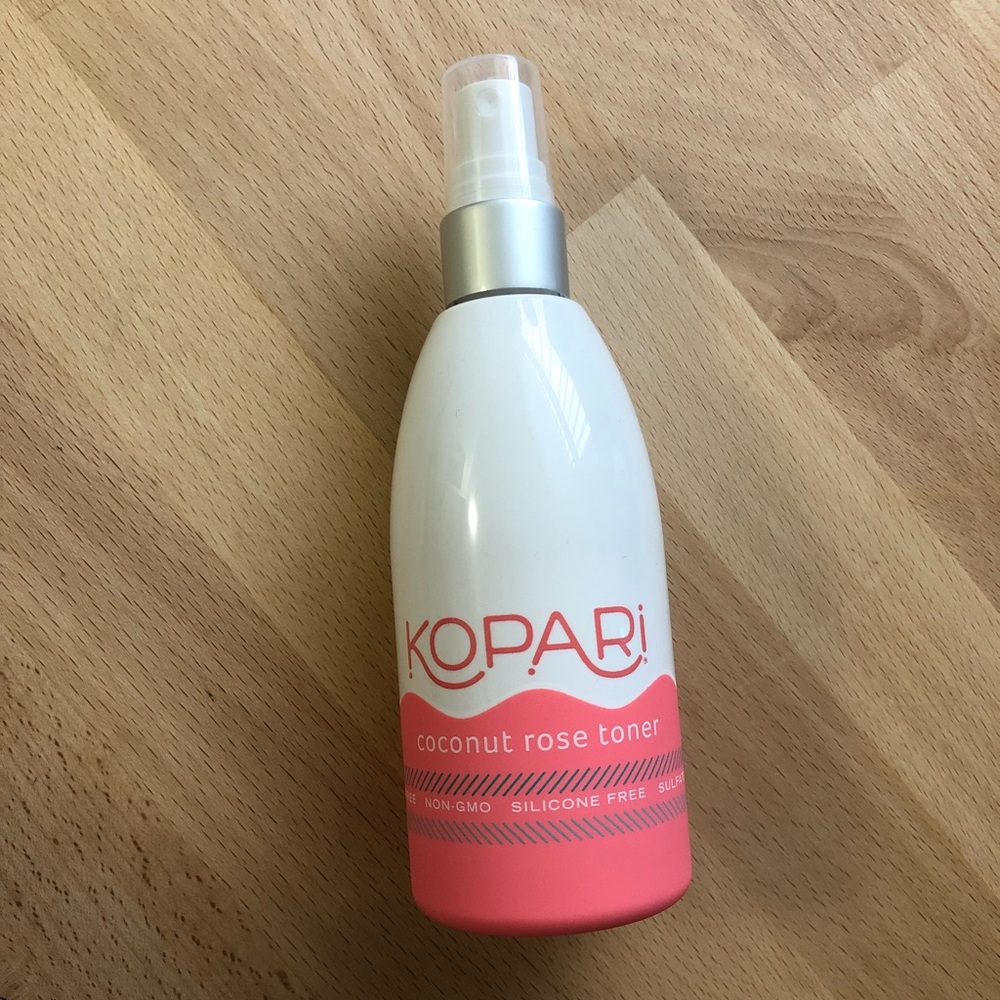 KOPARi
coconut rose toner
NON-GMO SILICONE FREE